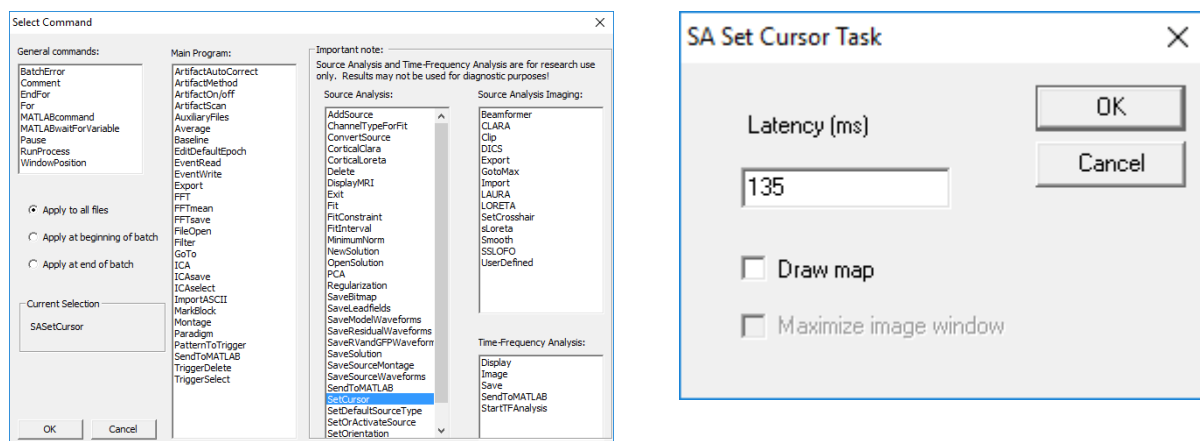 Select Command
General commands:
BatchError
Comment
EndFor
For
MATLABcommand
MATLABwaitForVariable
Pause
RunProcess
WindowPosition
Apply to all files
Apply at beginning of batch
Apply at end of batch
Current Selection
SASetCursor
OK
Cancel
Main Program:
ArtifactAutoCorrect
ArtifactMethod
ArtifactOn/off
ArtifactScan
AuxiliaryFiles
Average
Baseline
EditDefaultEpoch
EventRead
EventWrite
Export
FFT
FFTmean
FFTsave
FileOpen
Filter
GoTo
ICA
ICAsave
ICAselect
ImportASCII
MarkBlock
Montage
Paradigm
PatternToTrigger
SendToMATLAB
TriggerDelete
TriggerSelect
Important note:
Source Analysis and Time-Frequency Analysis are for research use
only. Results may not be used for diagnostic purposes!
Source Analysis:
AddSource
ChannelTypeForFit
ConvertSource
CorticalClara
CorticalLoreta
Delete
DisplayMRI
Exit
Fit
FitConstraint
FitInterval
MinimumNorm
NewSolution
OpenSolution
PCA
Regularization
SaveBitmap
SaveLeadfields
SaveModelWaveforms
SaveResidualWaveforms
SaveRVandGFPWaveform
SaveSolution
SaveSourceMontage
SaveSourceWaveforms
SendToMATLAB
SetCursor
SetDefaultSourceType
SetOrActivateSource
SetOrientation
Source Analysis Imaging:
Beamformer
CLARA
Clip
DICS
Export
GotoMax
Import
LAURA
LORETA
SetCrosshair
sLoreta
Smooth
SSLOFO
UserDefined
Time-Frequency Analysis:
Display
Image
Save
SendToMATLAB
StartTFAnalysis
SA Set Cursor Task
Latency (ms)
135
Draw map
Maximize image window
OK
Cancel